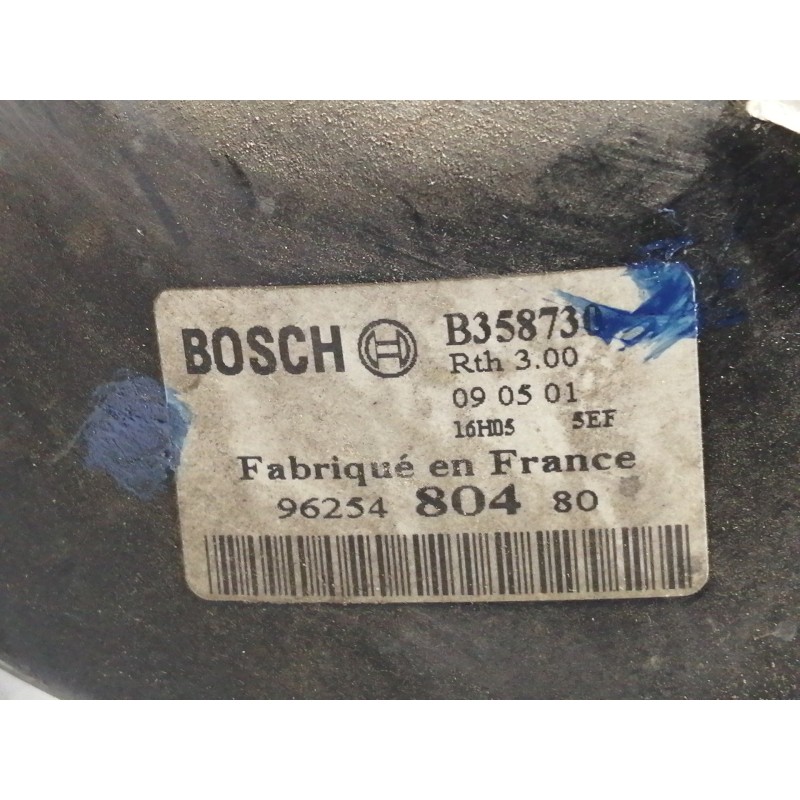 BOSCH B358730
Rth 3.00
09 05 01
16H05 5EF
Fabriqué en France
96254 804 80